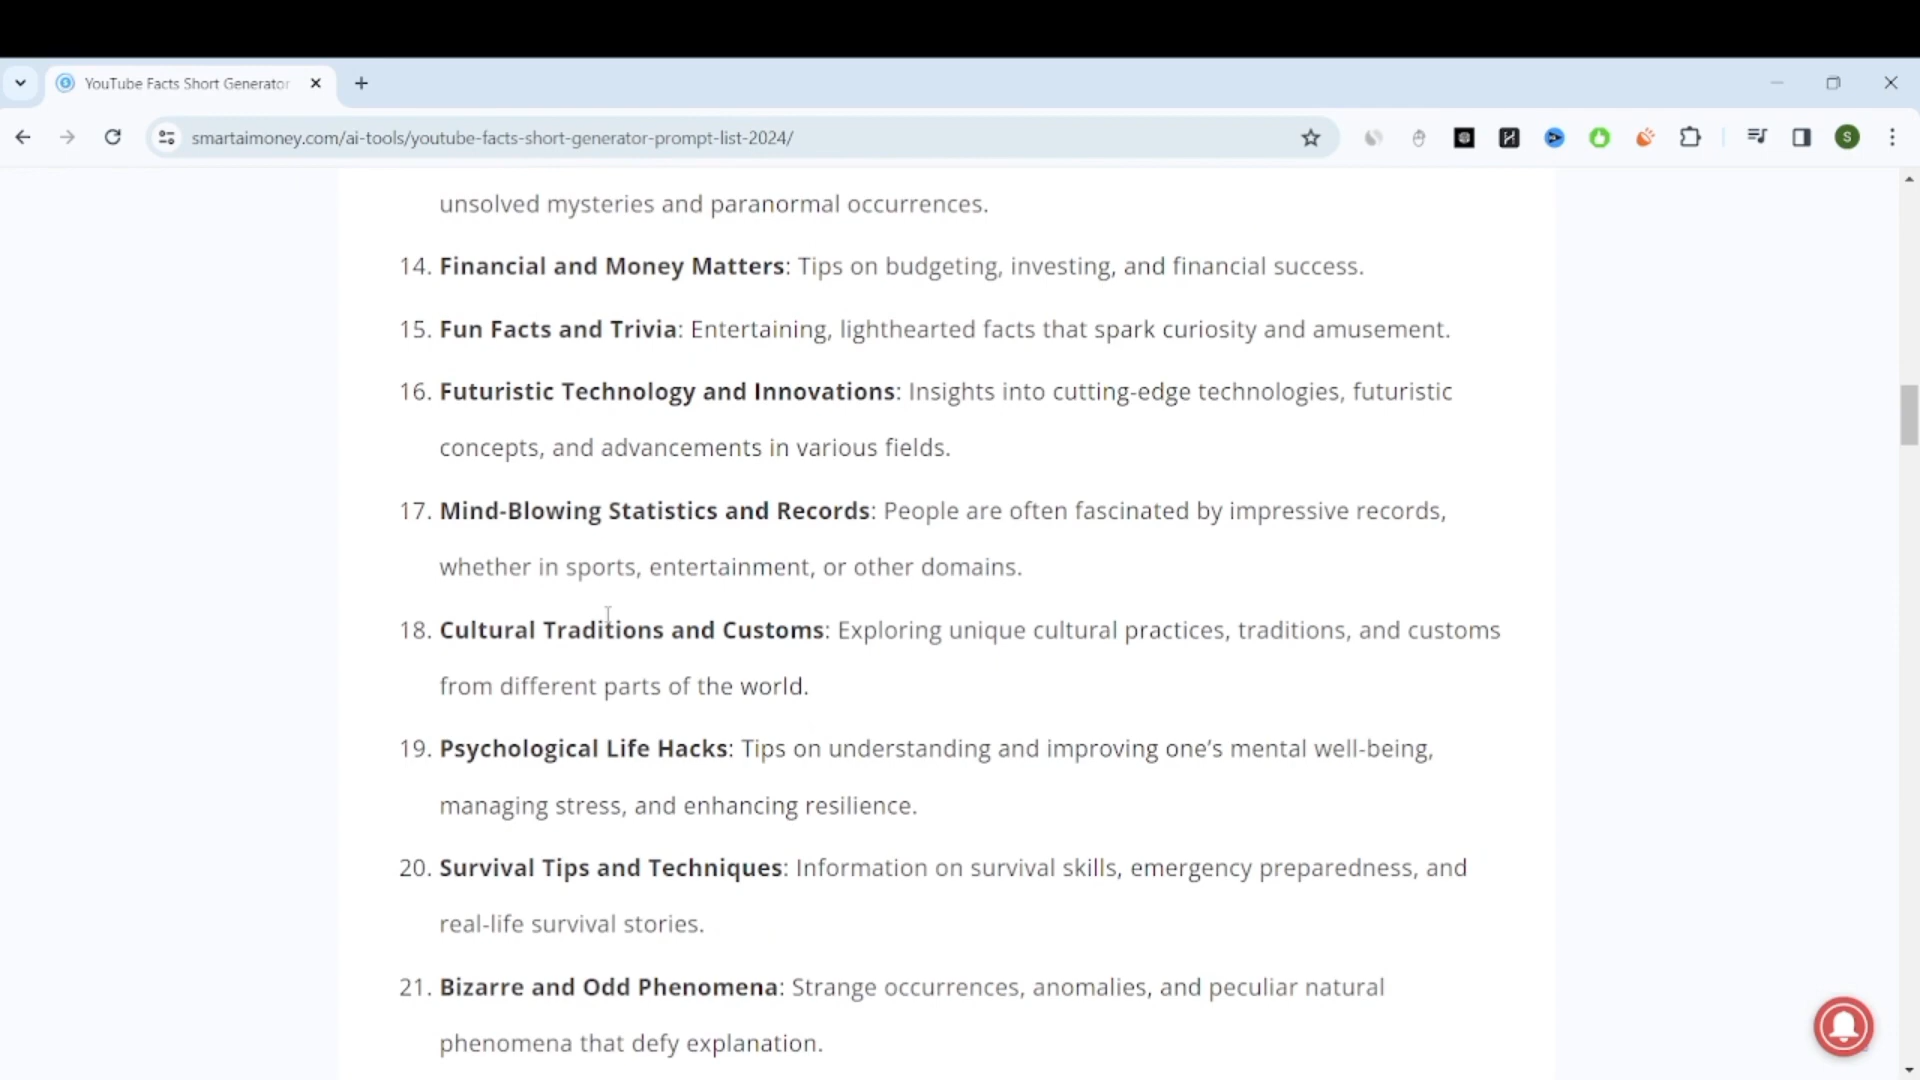 YouTube Facts Short Generator
smartaimoney.com/ai-tools/youtube-facts-short-generator-prompt-list-2024/
S
unsolved mysteries and paranormal occurrences.
14. Financial and Money Matters: Tips on budgeting, investing, and financial success.
15. Fun Facts and Trivia: Entertaining, lighthearted facts that spark curiosity and amusement.
16. Futuristic Technology and Innovations: Insights into cutting-edge technologies, futuristic
concepts, and advancements in various fields.
17. Mind-Blowing Statistics and Records: People are often fascinated by impressive records,
whether in sports, entertainment, or other domains.
18. Cultural Traditions and Customs: Exploring unique cultural practices, traditions, and customs
from different parts of the world.
19. Psychological Life Hacks: Tips on understanding and improving one’s mental well-being,
managing stress, and enhancing resilience.
20. Survival Tips and Techniques: Information on survival skills, emergency preparedness, and
real-life survival stories.
21. Bizarre and Odd Phenomena: Strange occurrences, anomalies, and peculiar natural
phenomena that defy explanation.